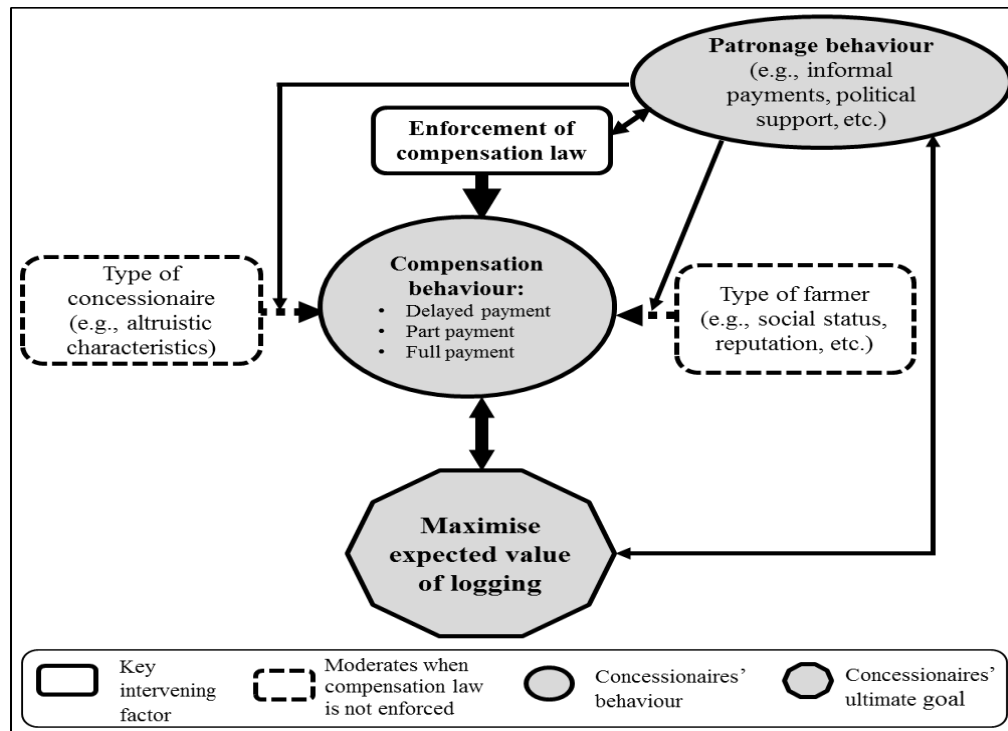 Patronage behaviour
(e.g., informal
payments, political
support, etc.)
Enforcement of
compensation law
Type of
concessionaire
(e.g., altruistic
characteristics)
Compensation
behaviour:
• Delayed payment
• Part payment
• Full payment
Type of farmer
(e.g., social status,
reputation, etc.)
Maximise
expected value
of logging
Key
intervening
factor
Moderates when
compensation law
is not enforced
Concessionaires'
behaviour
Concessionaires'
ultimate goal